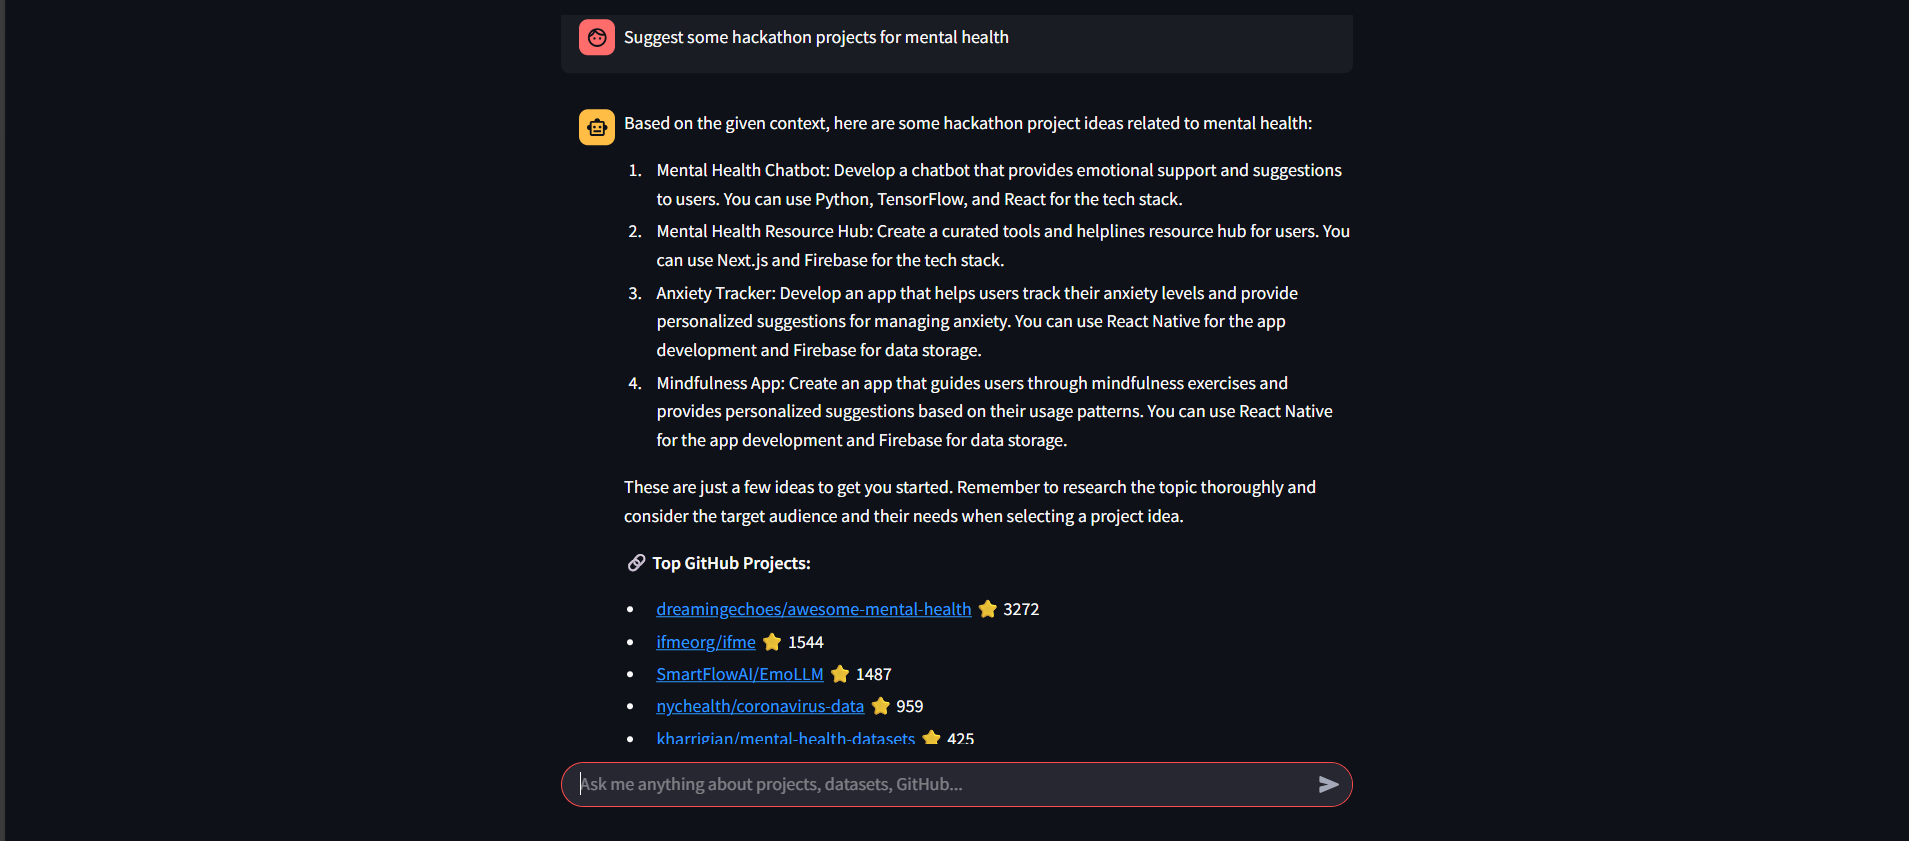 Suggest some hackathon projects for mental health
Based on the given context, here are some hackathon project ideas related to mental health:
1. Mental Health Chatbot: Develop a chatbot that provides emotional support and suggestions
to users. You can use Python, TensorFlow, and React for the tech stack.
2. Mental Health Resource Hub: Create a curated tools and helplines resource hub for users. You
can use Next.js and Firebase for the tech stack.
3. Anxiety Tracker: Develop an app that helps users track their anxiety levels and provide
personalized suggestions for managing anxiety. You can use React Native for the app
development and Firebase for data storage.
4. Mindfulness App: Create an app that guides users through mindfulness exercises and
provides personalized suggestions based on their usage patterns. You can use React Native
for the app development and Firebase for data storage.
These are just a few ideas to get you started. Remember to research the topic thoroughly and
consider the target audience and their needs when selecting a project idea.
🔗 Top GitHub Projects:
• dreamingechoes/awesome-mental-health ⭐ 3272
• ifmeorg/ifme ⭐ 1544
• SmartFlowAI/EmoLLM ⭐ 1487
• nychealth/coronavirus-data ⭐ 959
• kharrigian/mental-health-datasets ⭐ 425
Ask me anything about projects, datasets, GitHub...